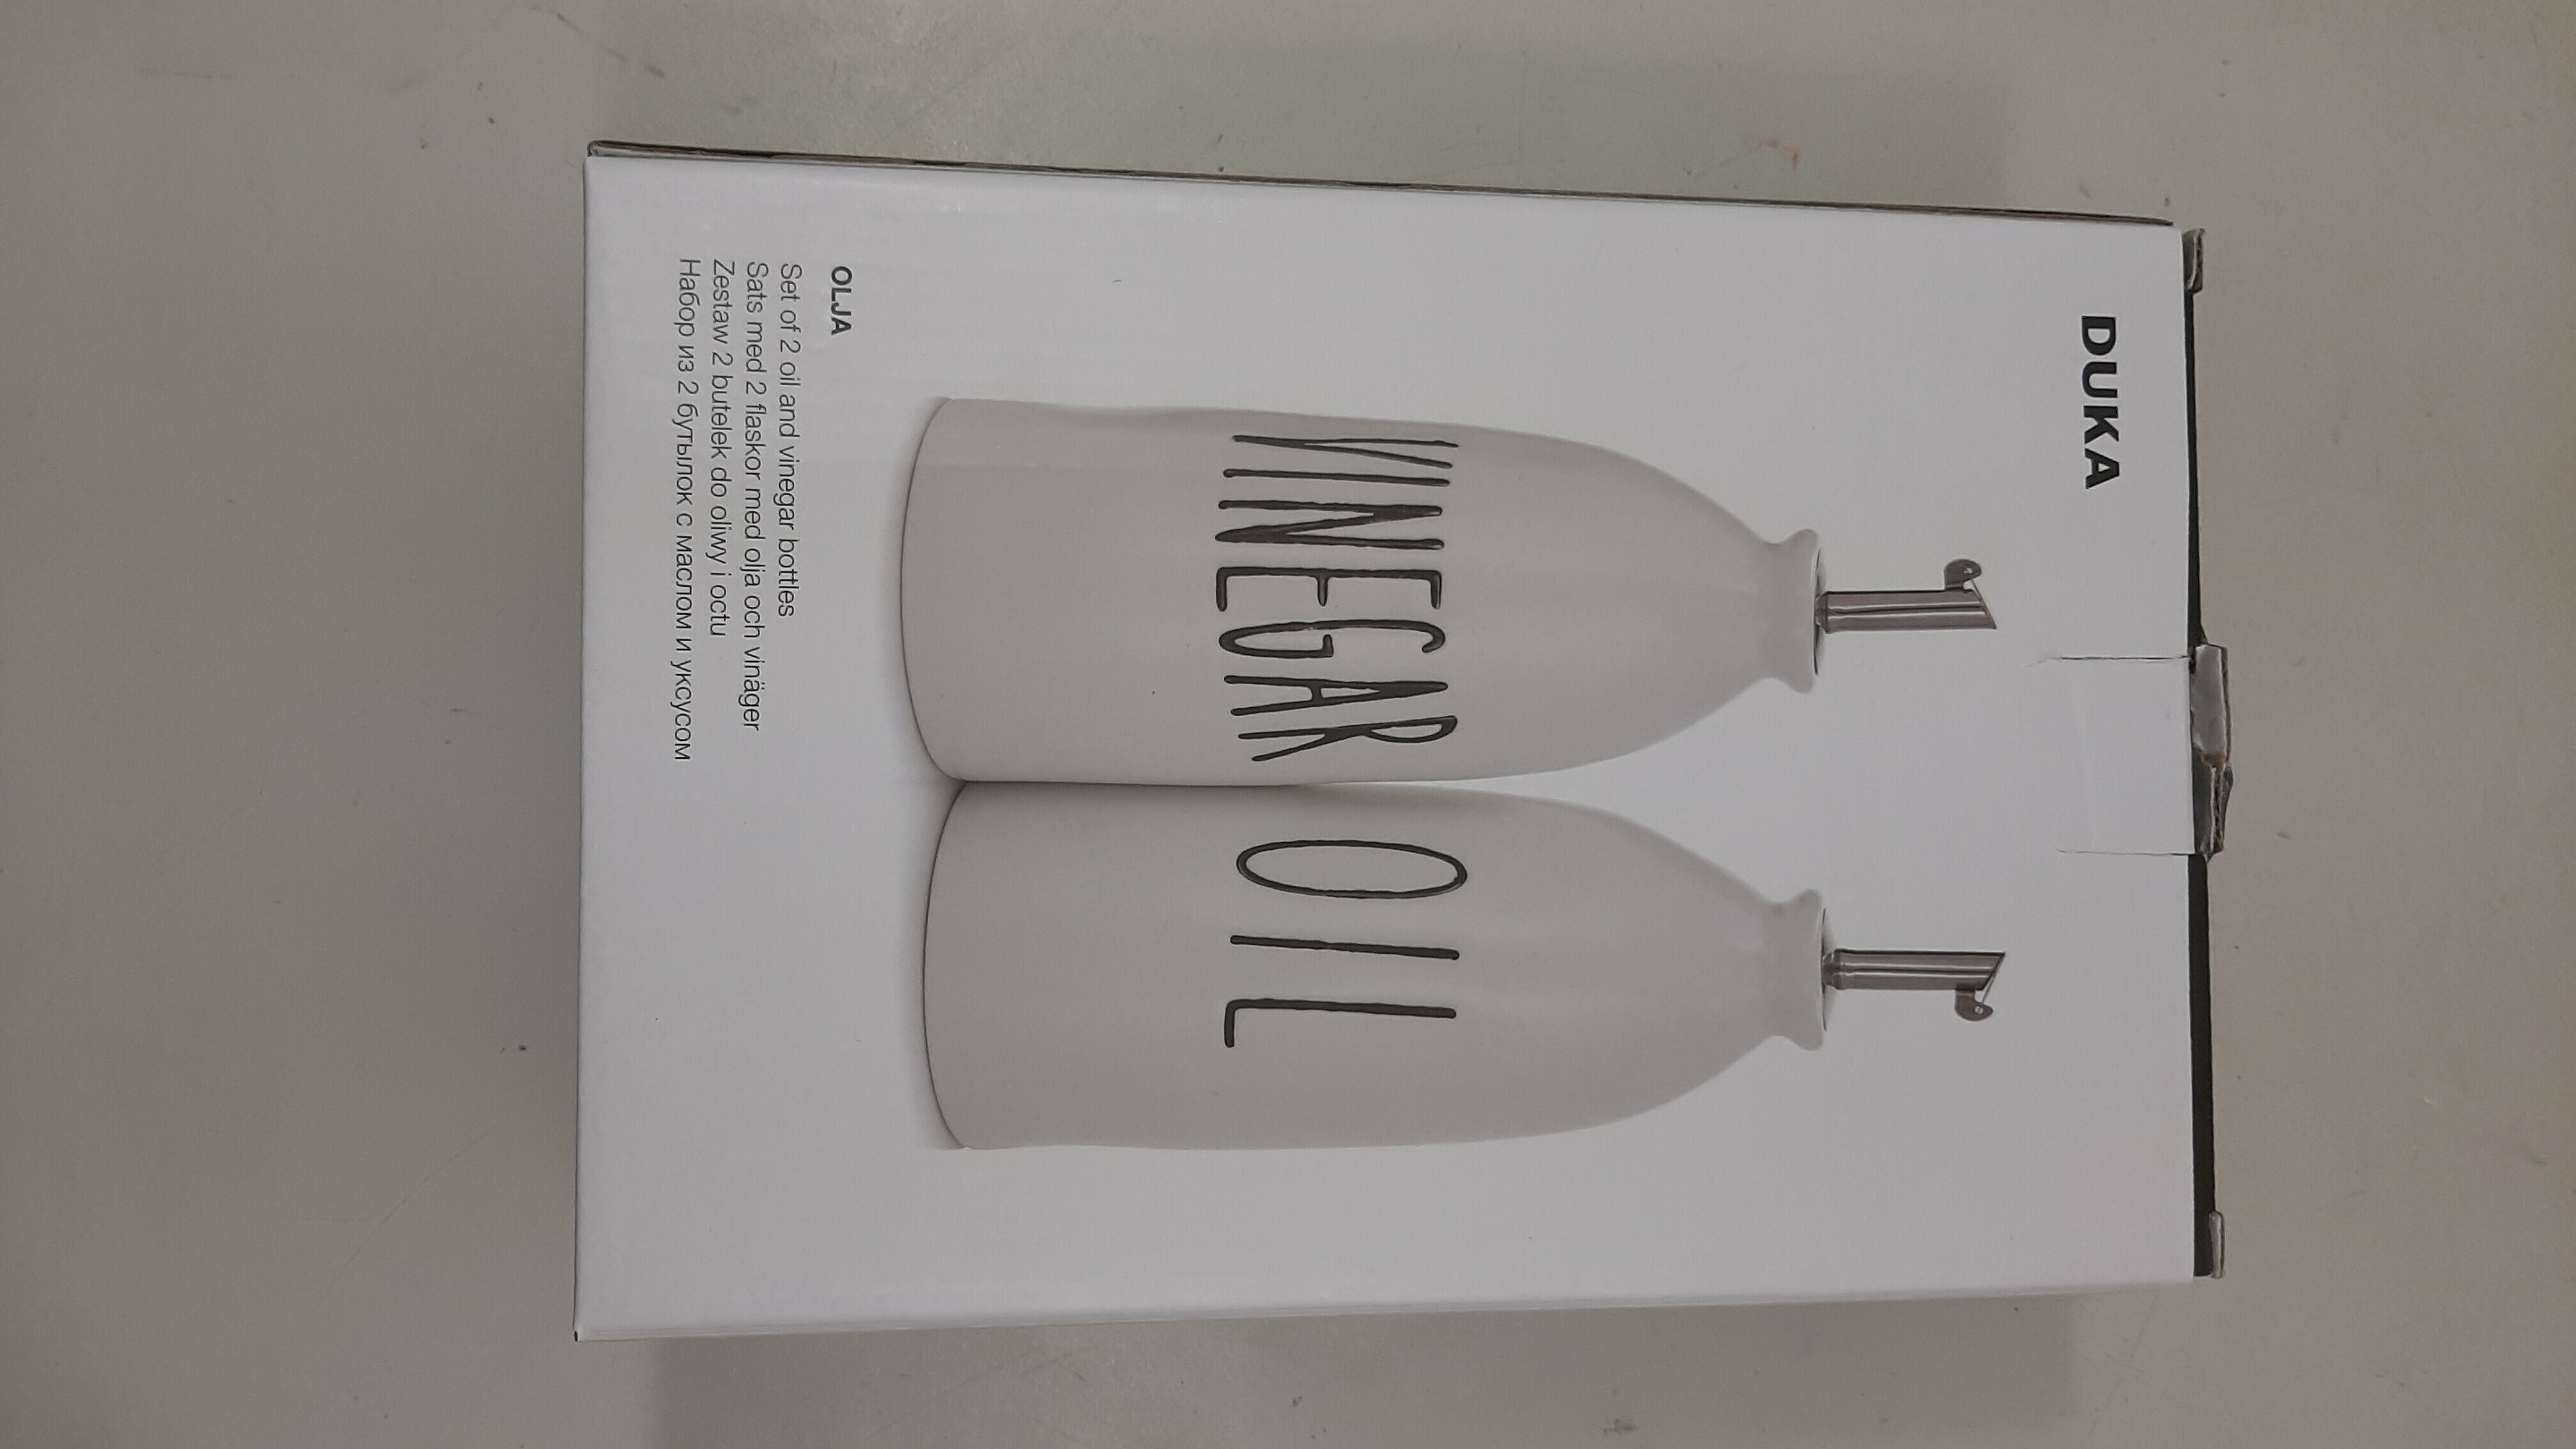 DUKA
VINEGAR
OIL
OLJA
Set of 2 oil and vinegar bottles
Sats med 2 flaskor med olja och vinäger
Zestaw 2 butelek do oliwy i octu
Набор из 2 бутылок с маслом и уксусом